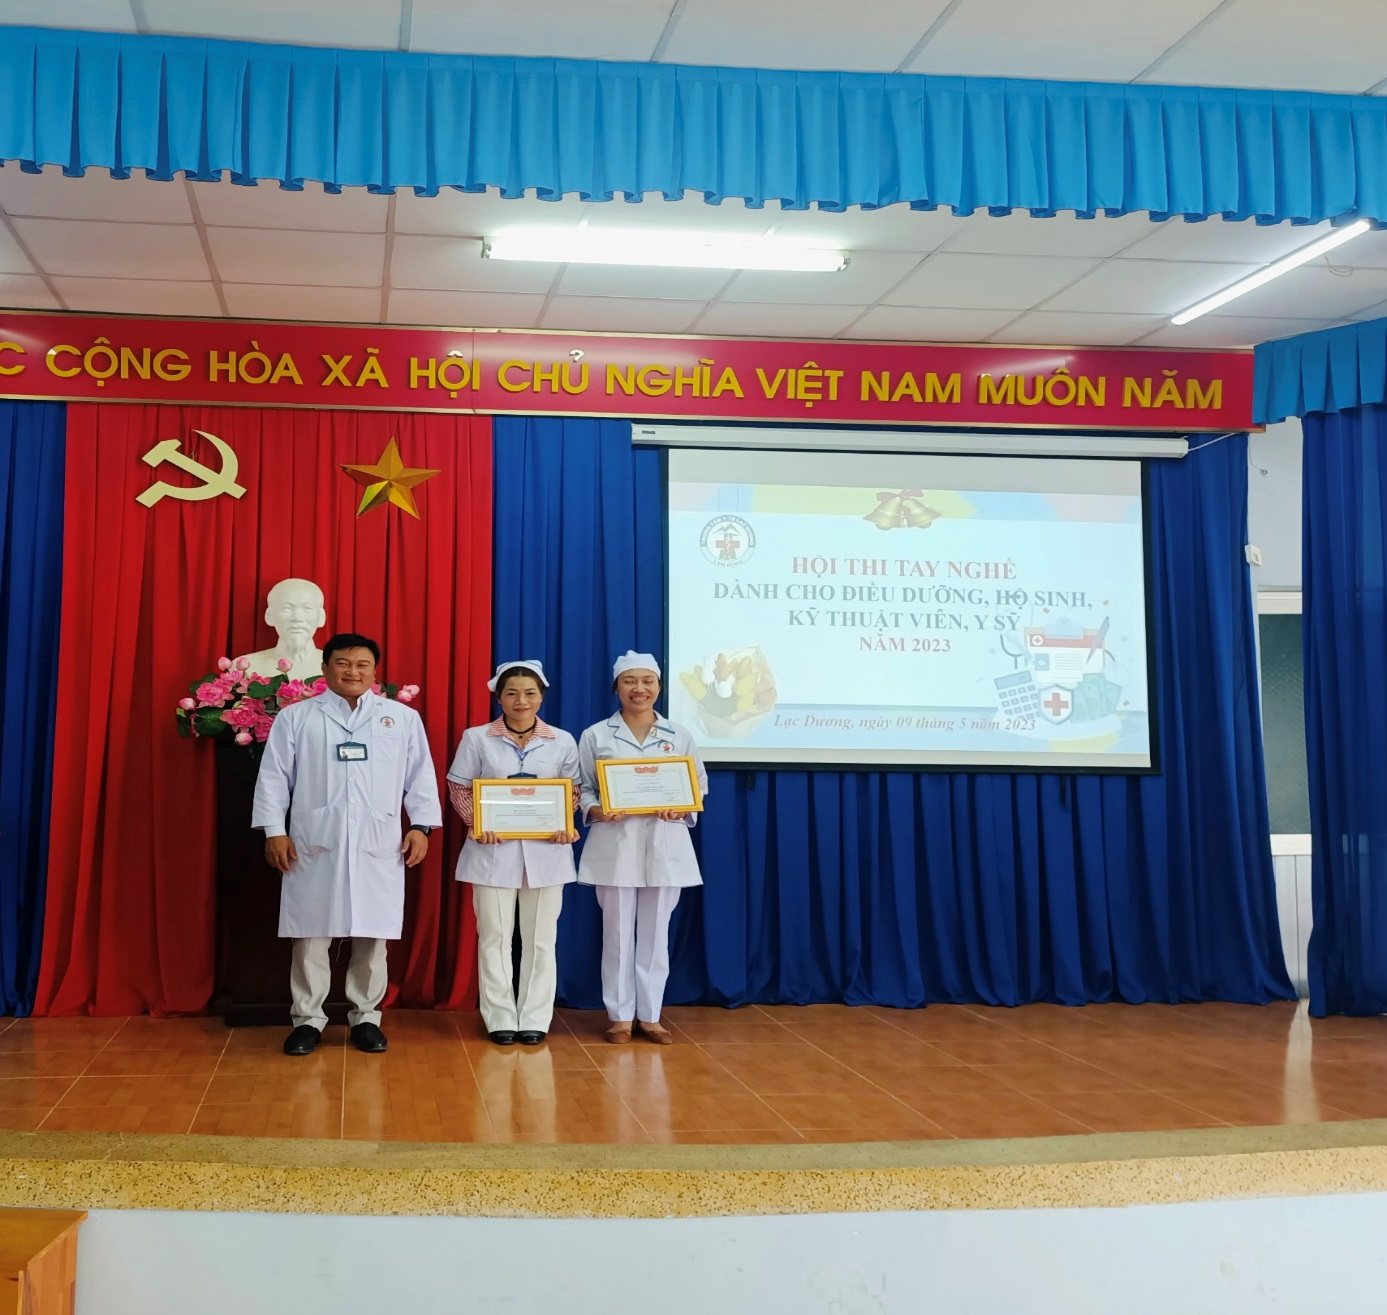 C CỘNG HÒA XÃ HỘI CHỦ NGHĨA VIỆT NAM MUÔN NĂM
HỘI THI TAY NGHỀ
DÀNH CHO ĐIỀU DƯỠNG, HỘ SINH,
KỸ THUẬT VIÊN, Y SỸ
NĂM 2023
Lạc Dương, ngày 09 tháng 5 năm 2023